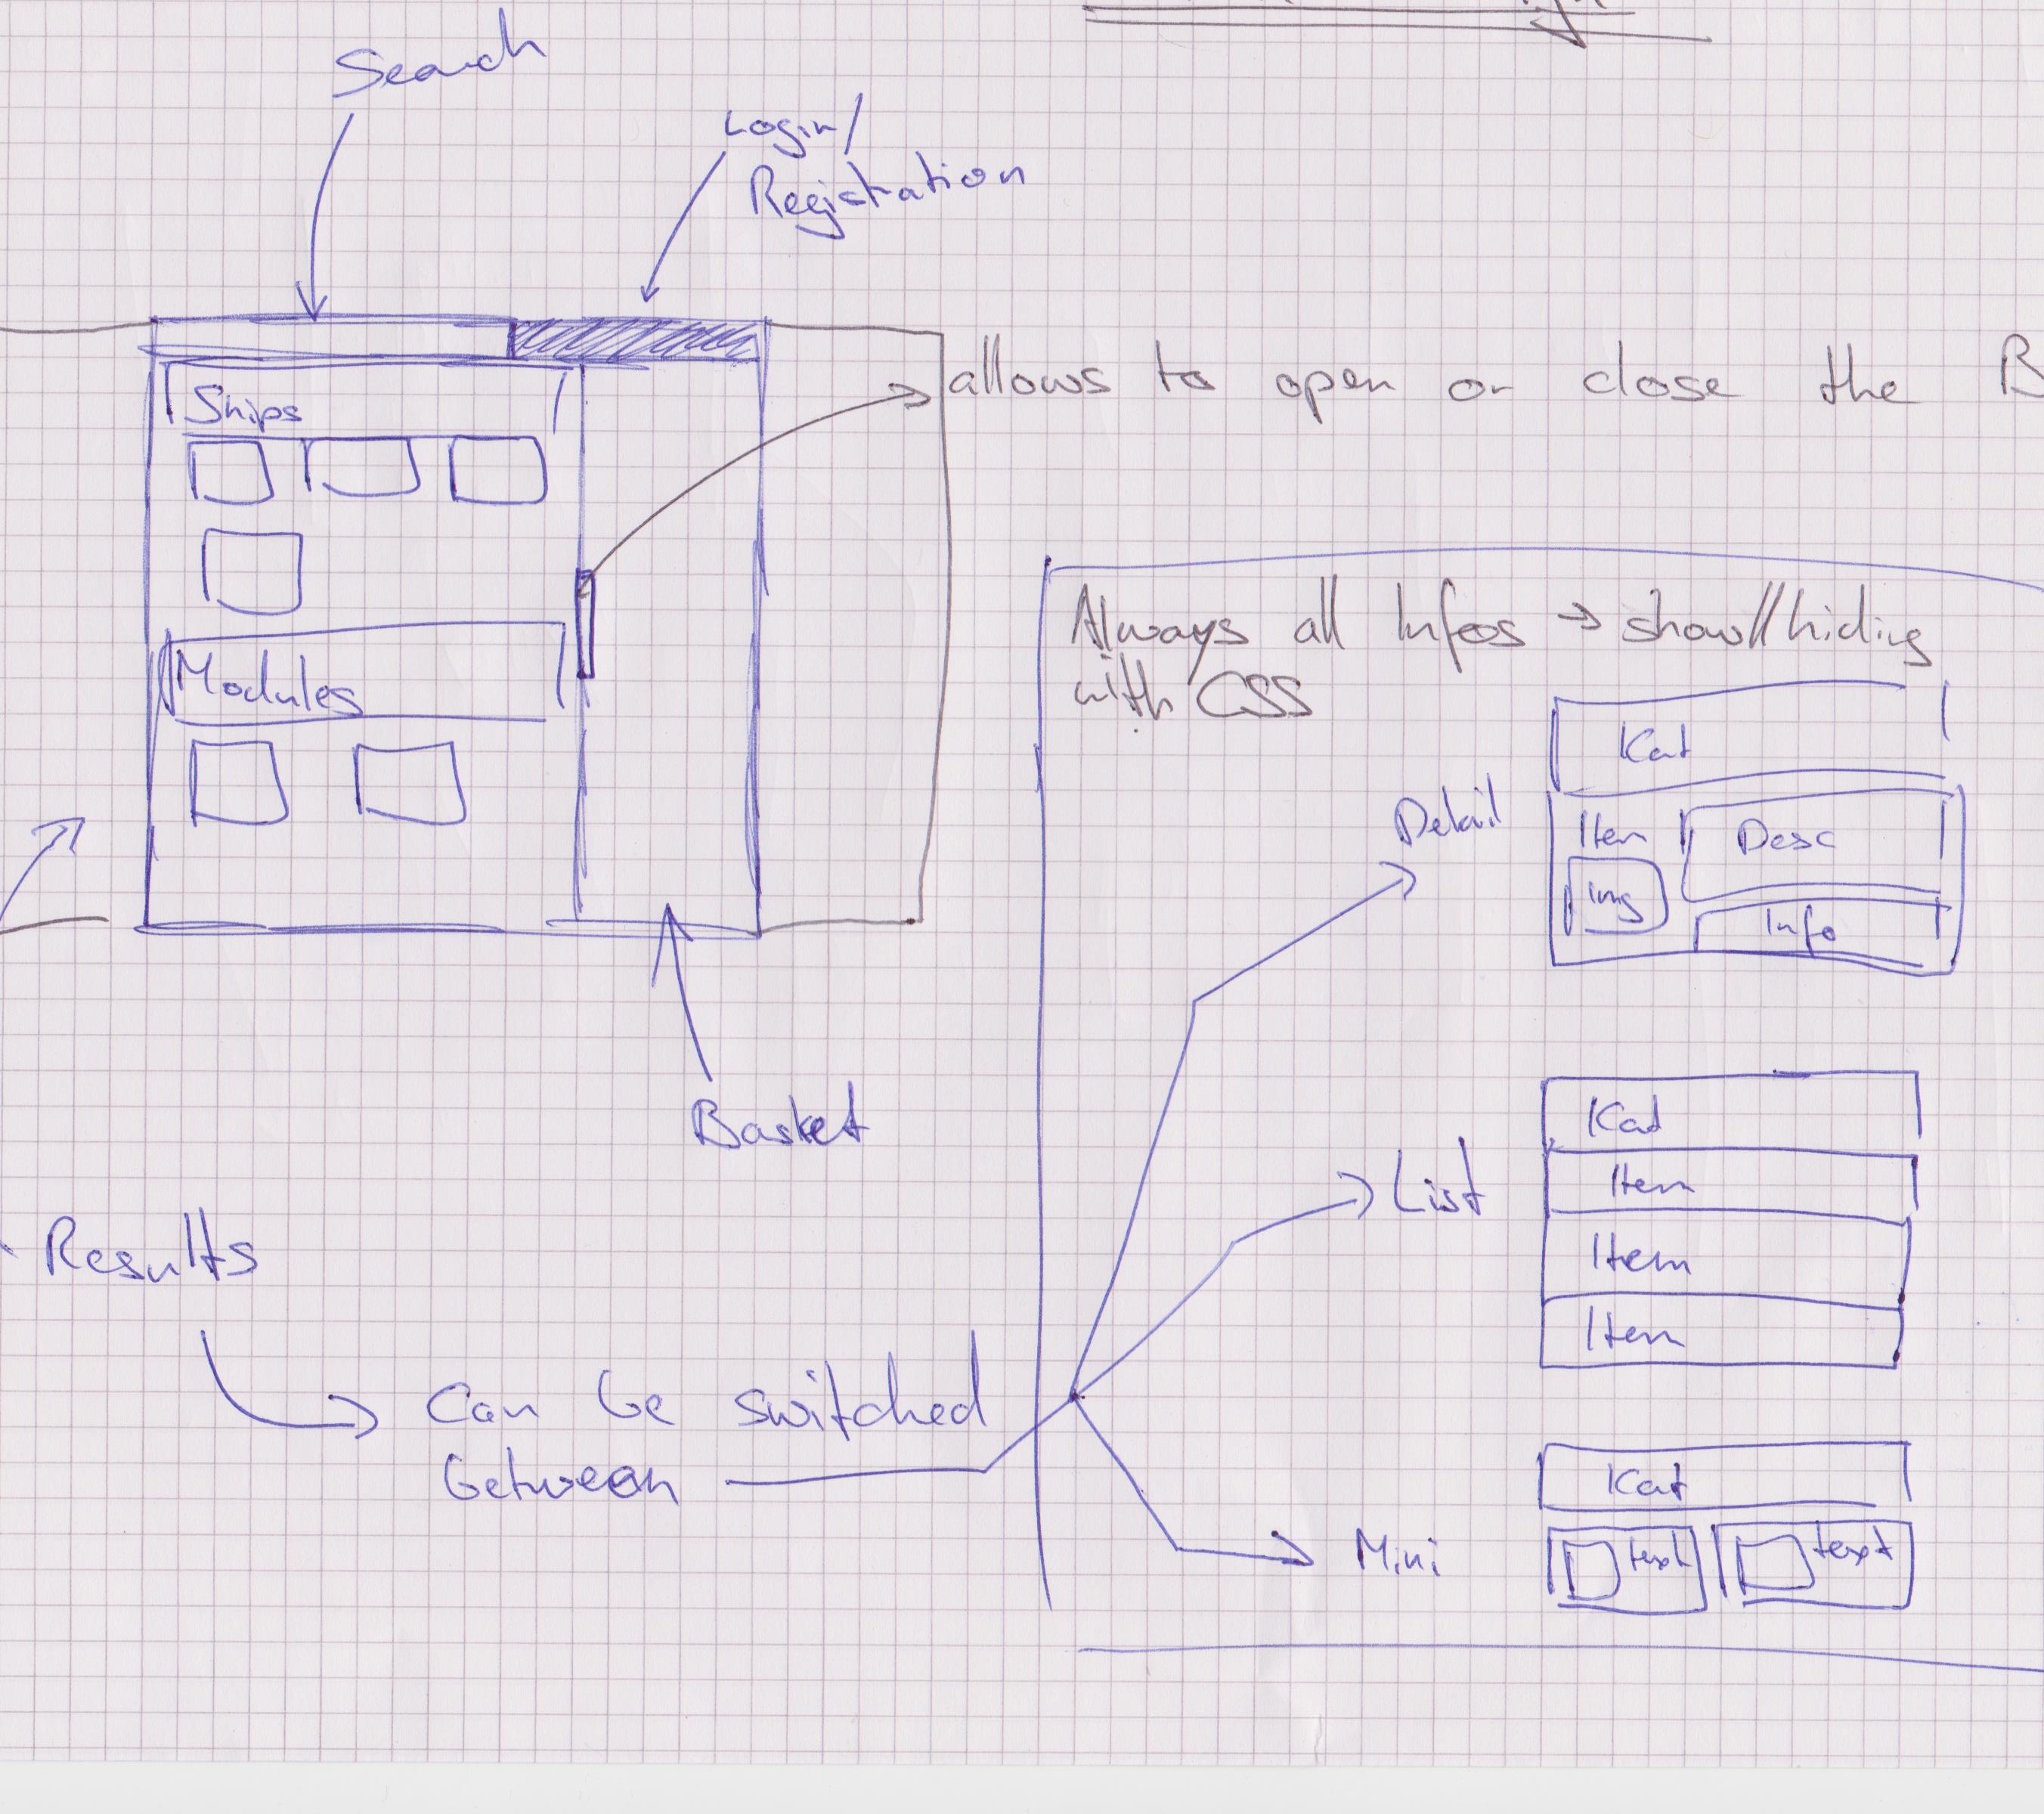 Search
Login/
Registration
allows to open or close the B
Ships
Modules
Always all Infos → show//hiding
with CSS
Detail
Kat
Item
Desc
img
Info
Basket
List
Kat
Item
Item
Item
Results
Can be switched
between
Mini
Kat
text
text